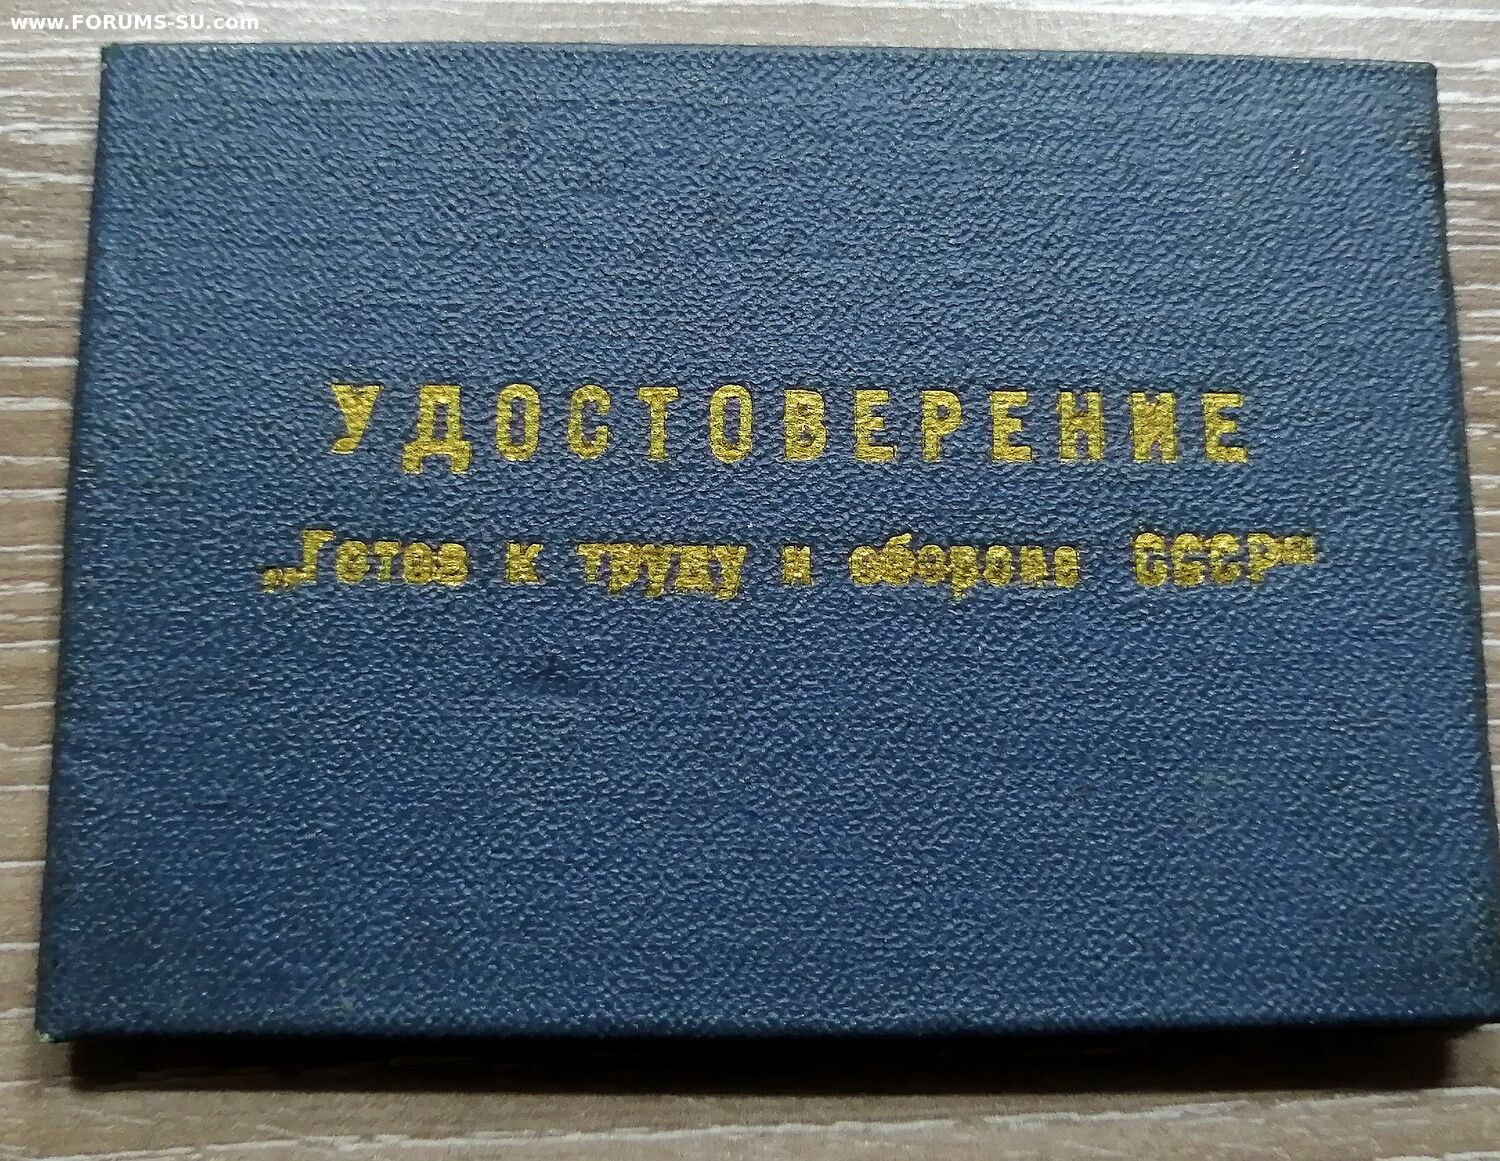 www.FORUMS-SU.com
УДОСТОВЕРЕНИЕ
„Готов к труду и обороне СССР“